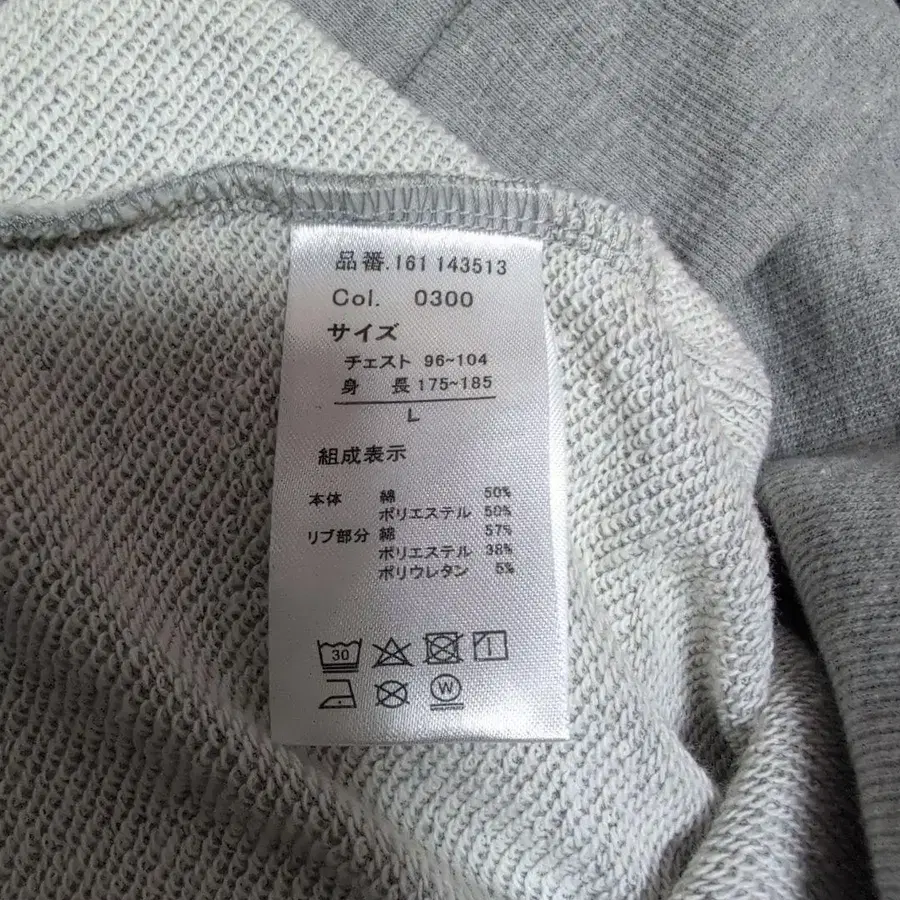 品番.161 143513
Col. 0300
サイズ
チェスト 96~104
身 長 175~185
L
組成表示
本体 綿 50%
ポリエステル 50%
リブ部分 綿 57%
ポリエステル 38%
ポリウレタン 5%
30
W